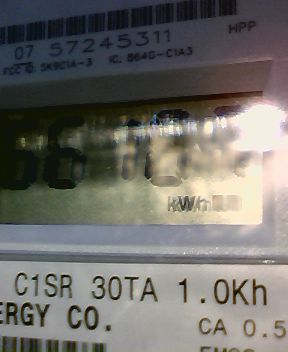 07 57245311
HPP
FCC ID: SK9C1A-3 IC: 864G-C1A3
kWh
C1SR 30TA 1.0Kh
ERGY CO.
CA 0.5